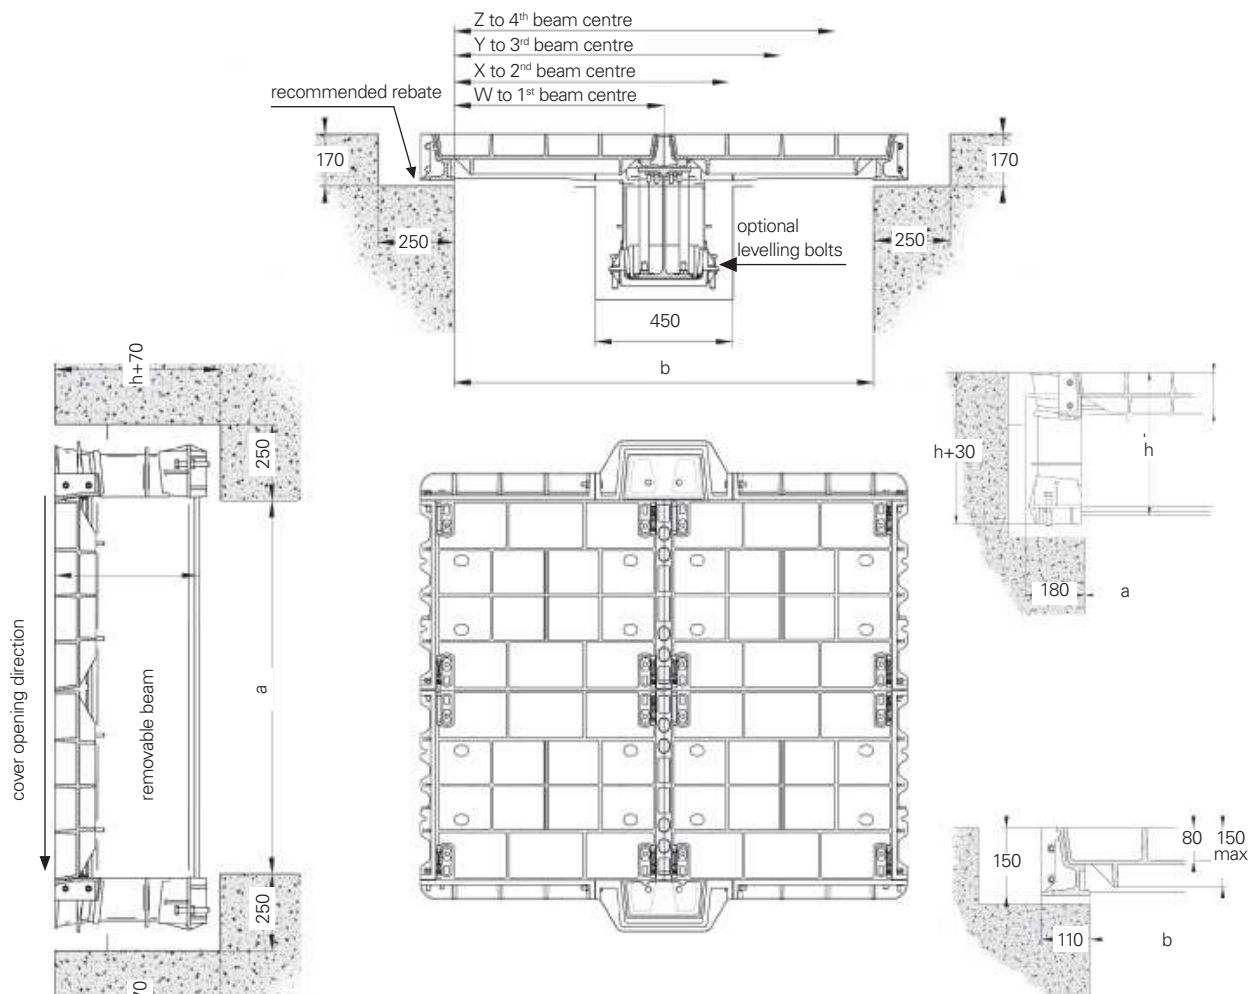 Z to 4th beam centre
Y to 3rd beam centre
X to 2nd beam centre
W to 1st beam centre
recommended rebate
170
170
250
250
optional
levelling bolts
450
b
h+70
250
cover opening direction
removable beam
a
250
h+30
h
180
a
150
80
150
max
110
b
70